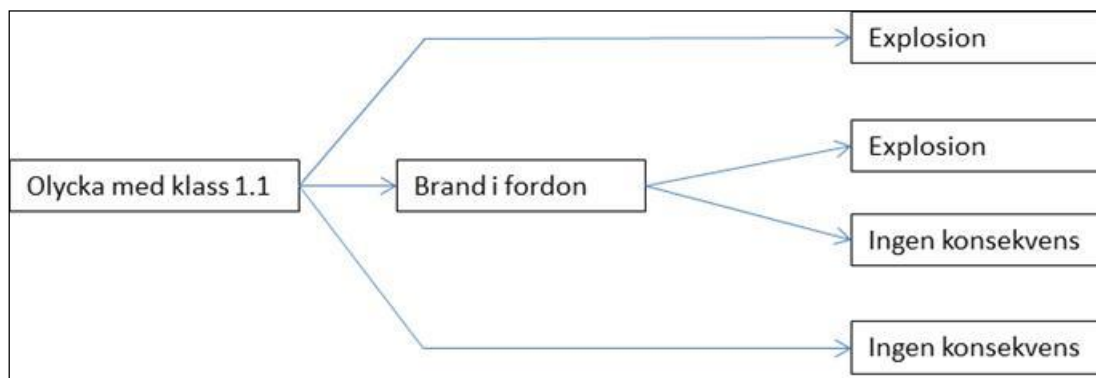 Explosion
Explosion
Olycka med klass 1.1
Brand i fordon
Ingen konsekvens
Ingen konsekvens